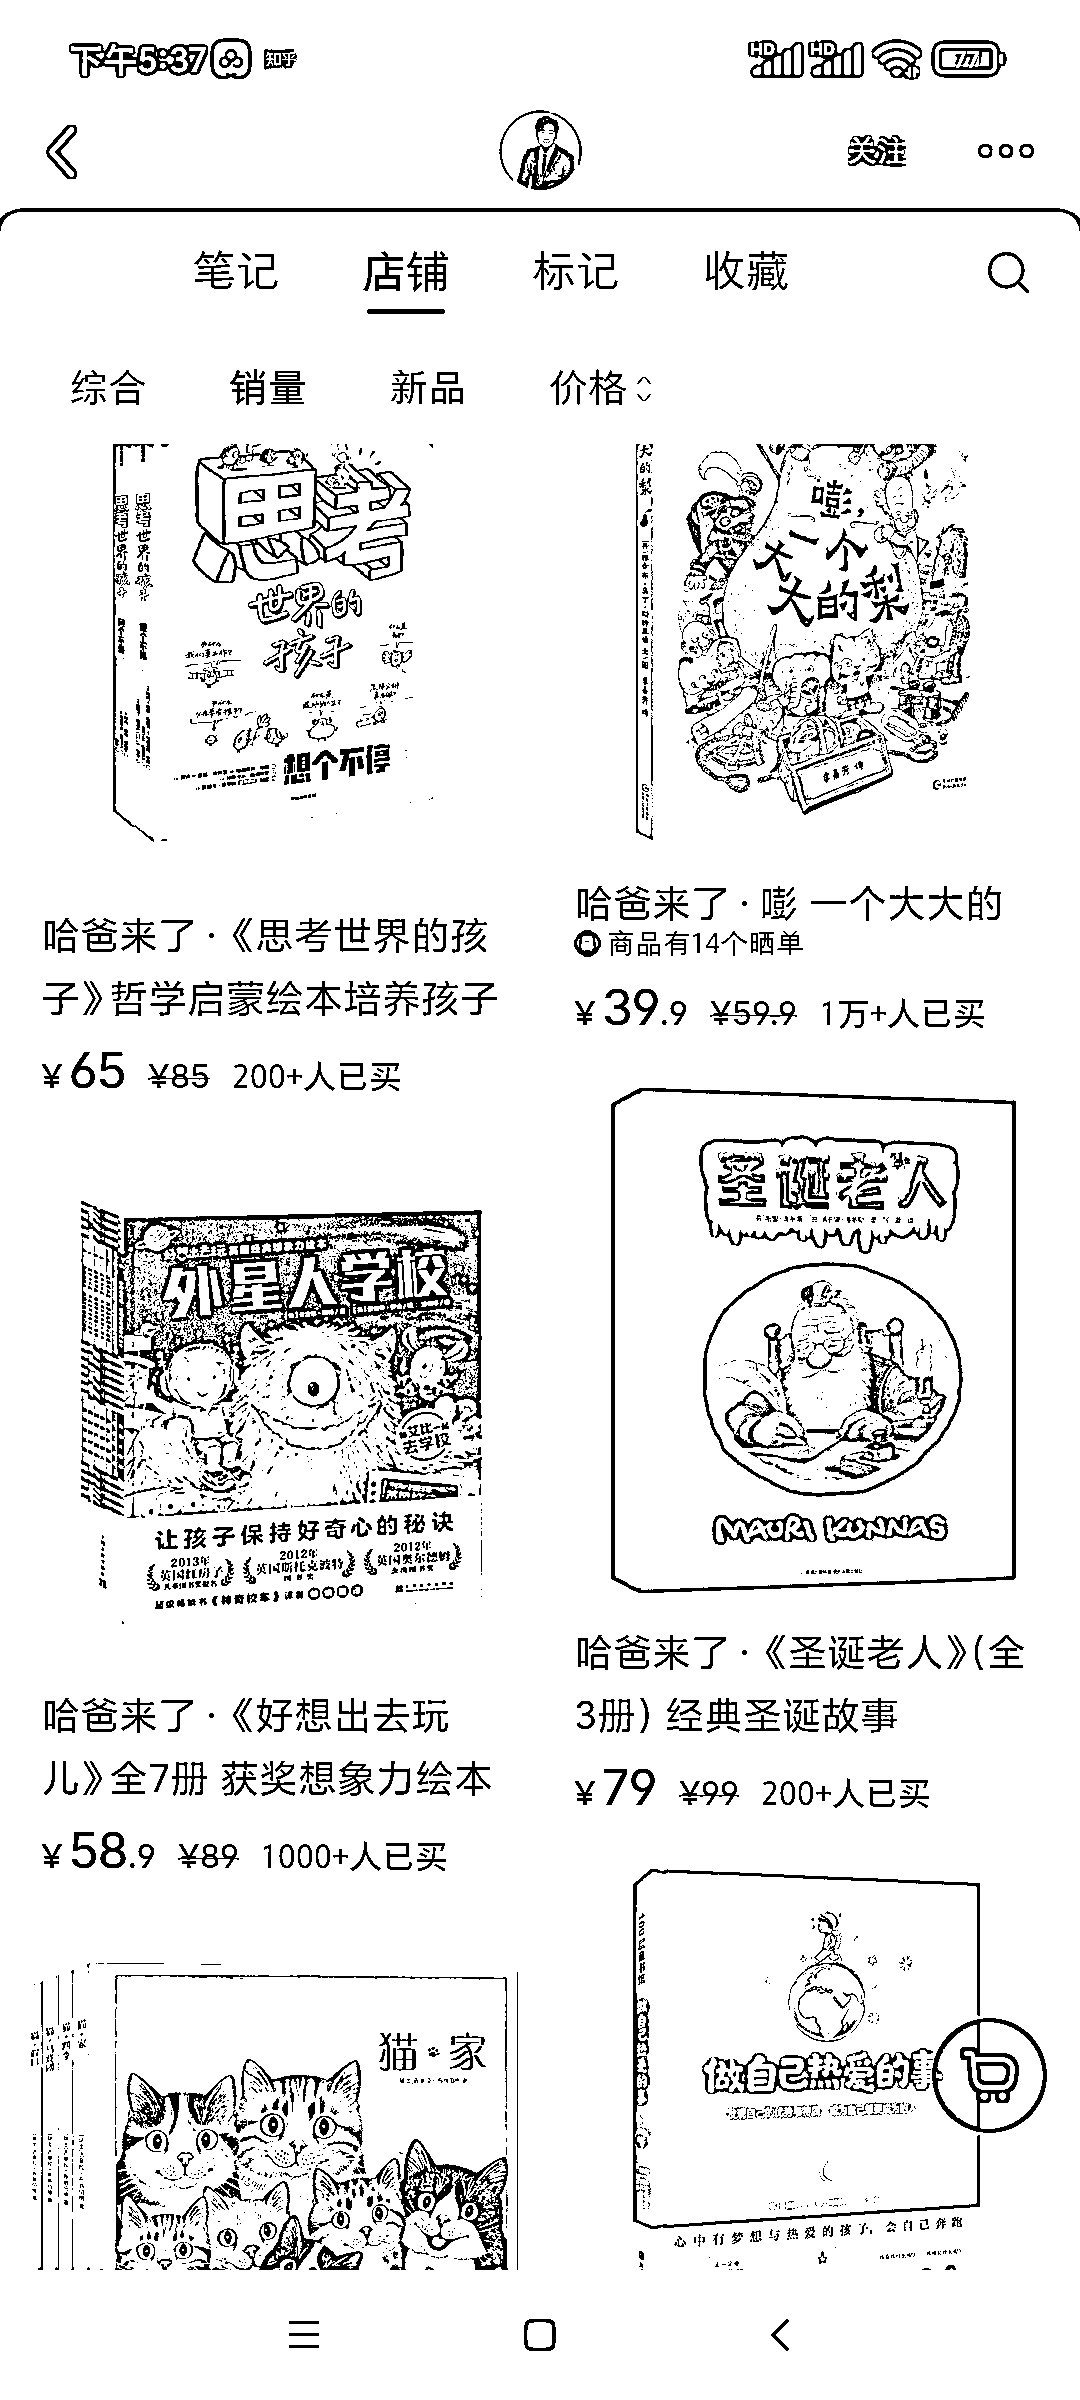 下午5:37 知乎
关注
笔记 店铺 标记 收藏
综合 销量 新品 价格
思考
世界的
孩子
想个不停
嘭,
一个
大大的梨
哈爸来了·《思考世界的孩
子》哲学启蒙绘本培养孩子
¥65 ¥85 200+人已买
哈爸来了·嘭 一个大大的
商品有14个晒单
¥39.9 ¥59.9 1万+人已买
外星人学校
艾比
去学校
让孩子保持好奇心的秘诀
2013年
2012年
英国斯托克波特
2012年
英国奥尔德姆
圣诞老人
MAURI KUNNAS
哈爸来了·《好想出去玩
儿》全7册 获奖想象力绘本
¥58.9 ¥89 1000+人已买
哈爸来了·《圣诞老人》(全
3册) 经典圣诞故事
¥79 ¥99 200+人已买
猫·家
做自己热爱的事
心中有梦想与热爱的孩子,会自己奔跑